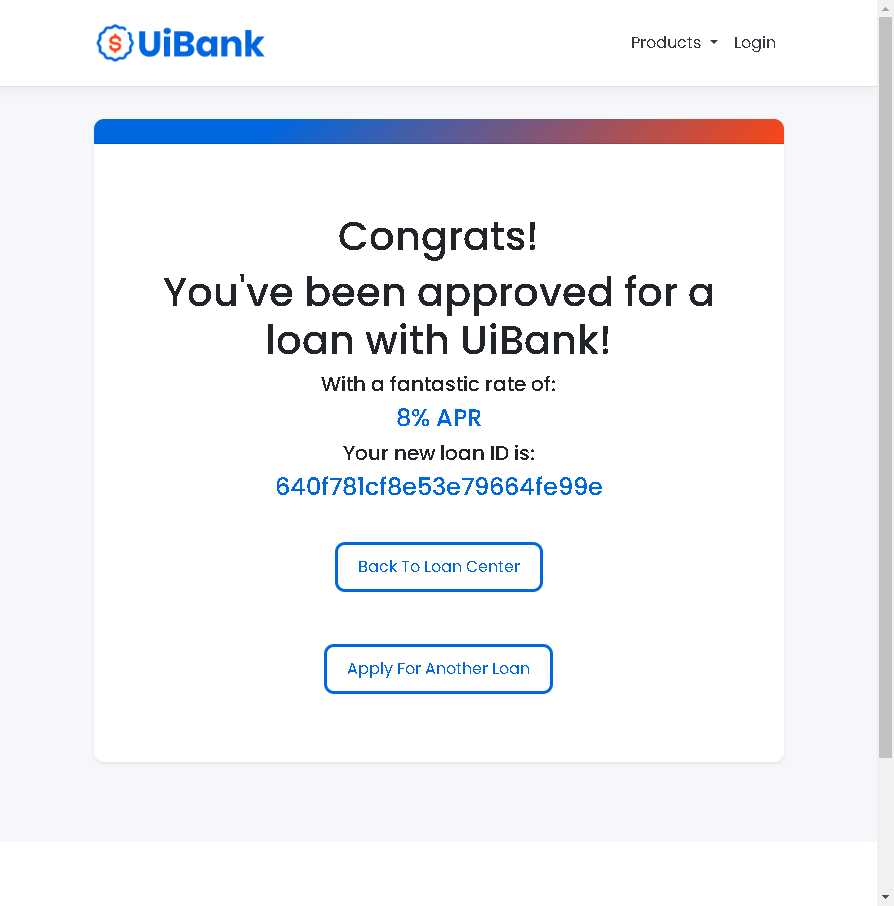 UiBank
Products
Login
Congrats!
You've been approved for a
loan with UiBank!
With a fantastic rate of:
8% APR
Your new loan ID is:
640f781cf8e53e79664fe99e
Back To Loan Center
Apply For Another Loan